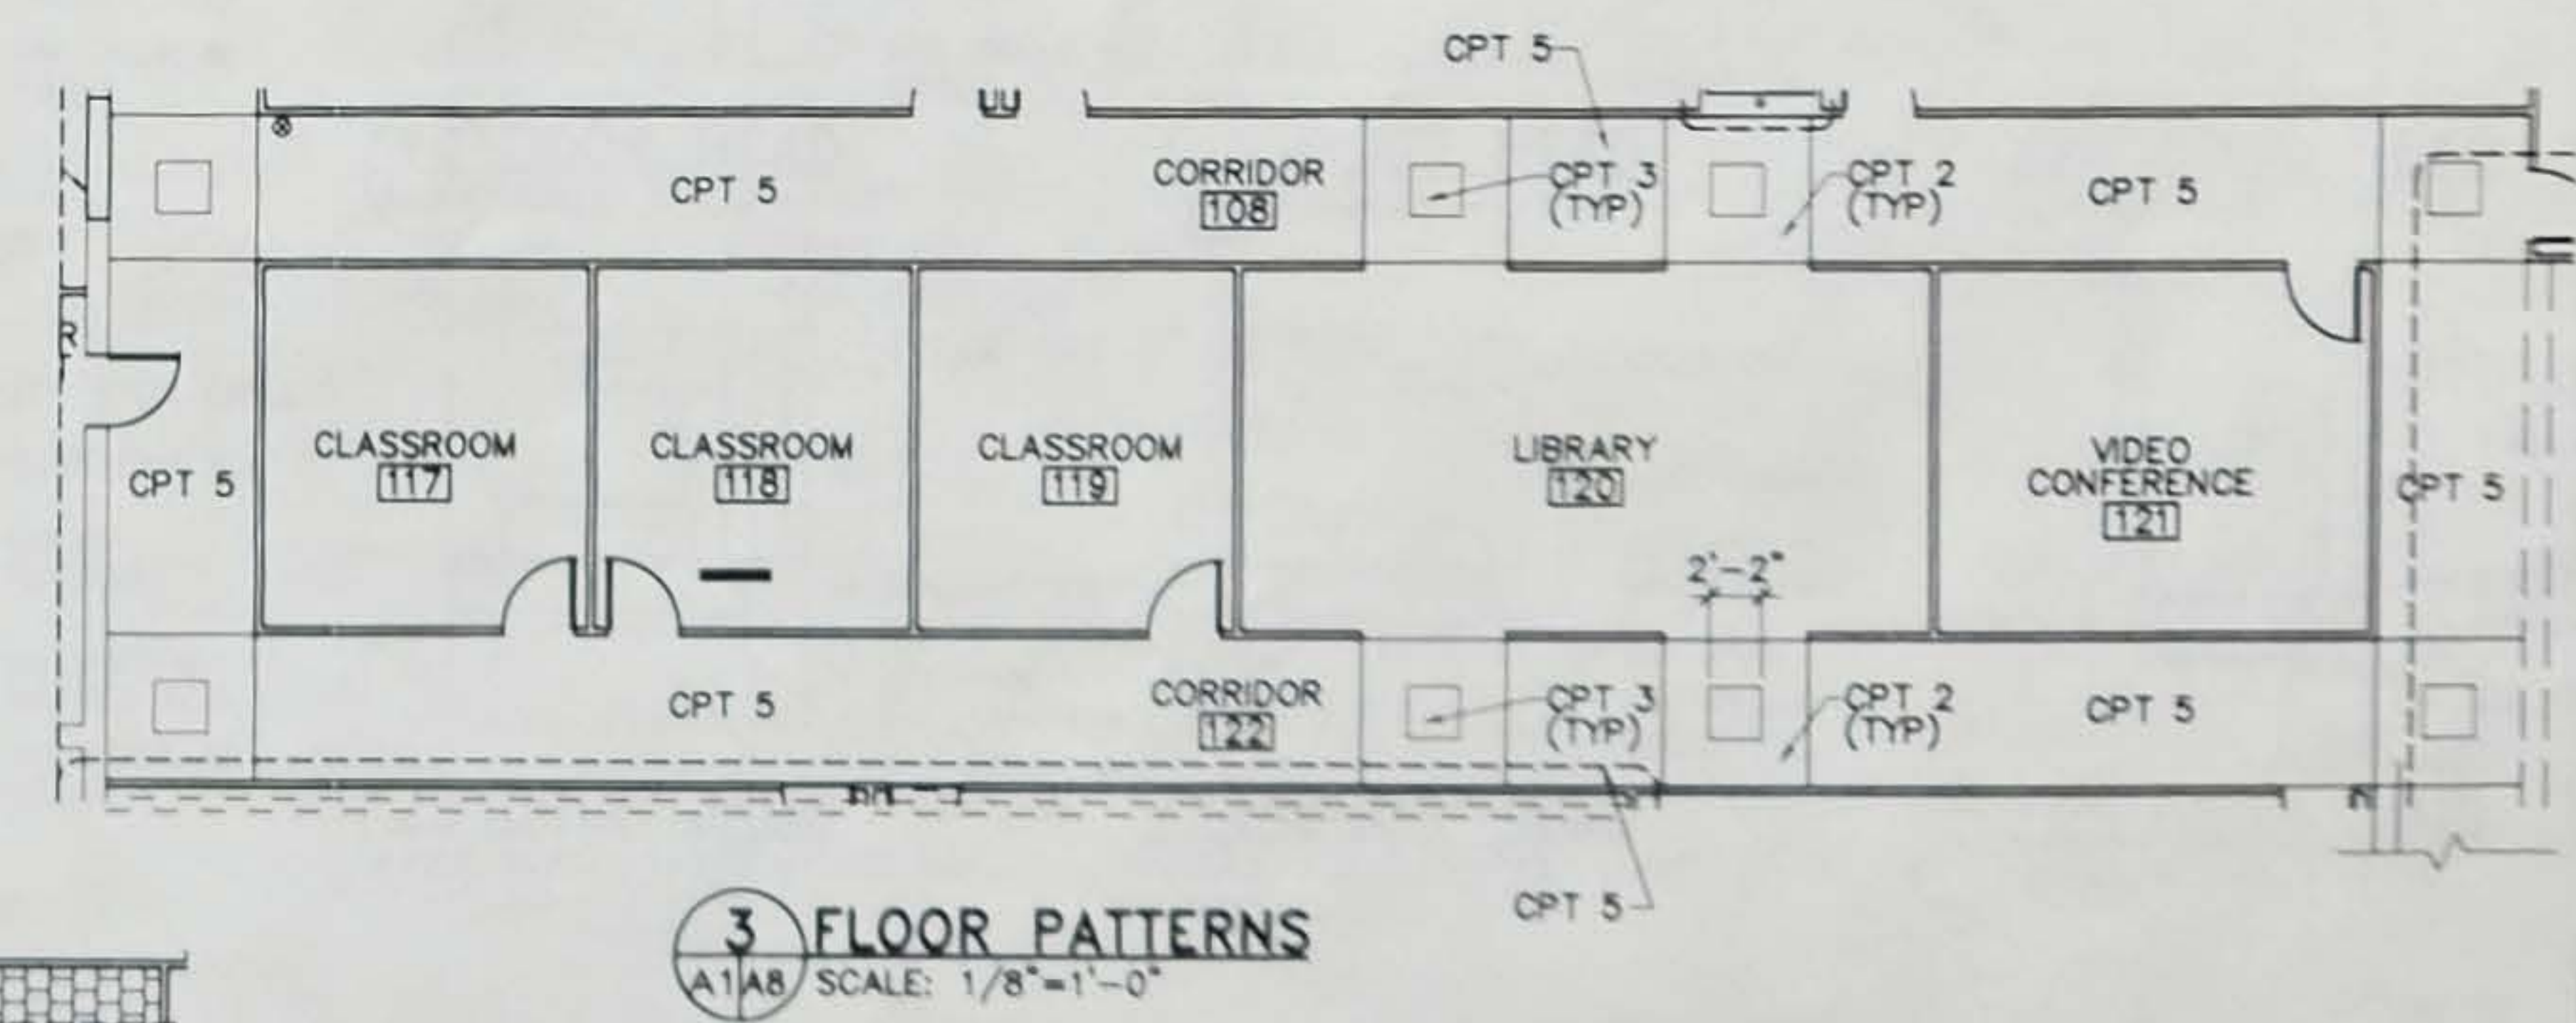 CPT 5
CPT 5
CORRIDOR
108
CPT 3
(TYP)
CPT 2
(TYP)
CPT 5
R
CPT 5
CLASSROOM
117
CLASSROOM
118
CLASSROOM
119
LIBRARY
120
VIDEO
CONFERENCE
121
CPT 5
2'-2"
CPT 5
CORRIDOR
122
CPT 3
(TYP)
CPT 2
(TYP)
CPT 5
CPT 5
3
A1 A8
FLOOR PATTERNS
SCALE: 1/8"=1'-0"